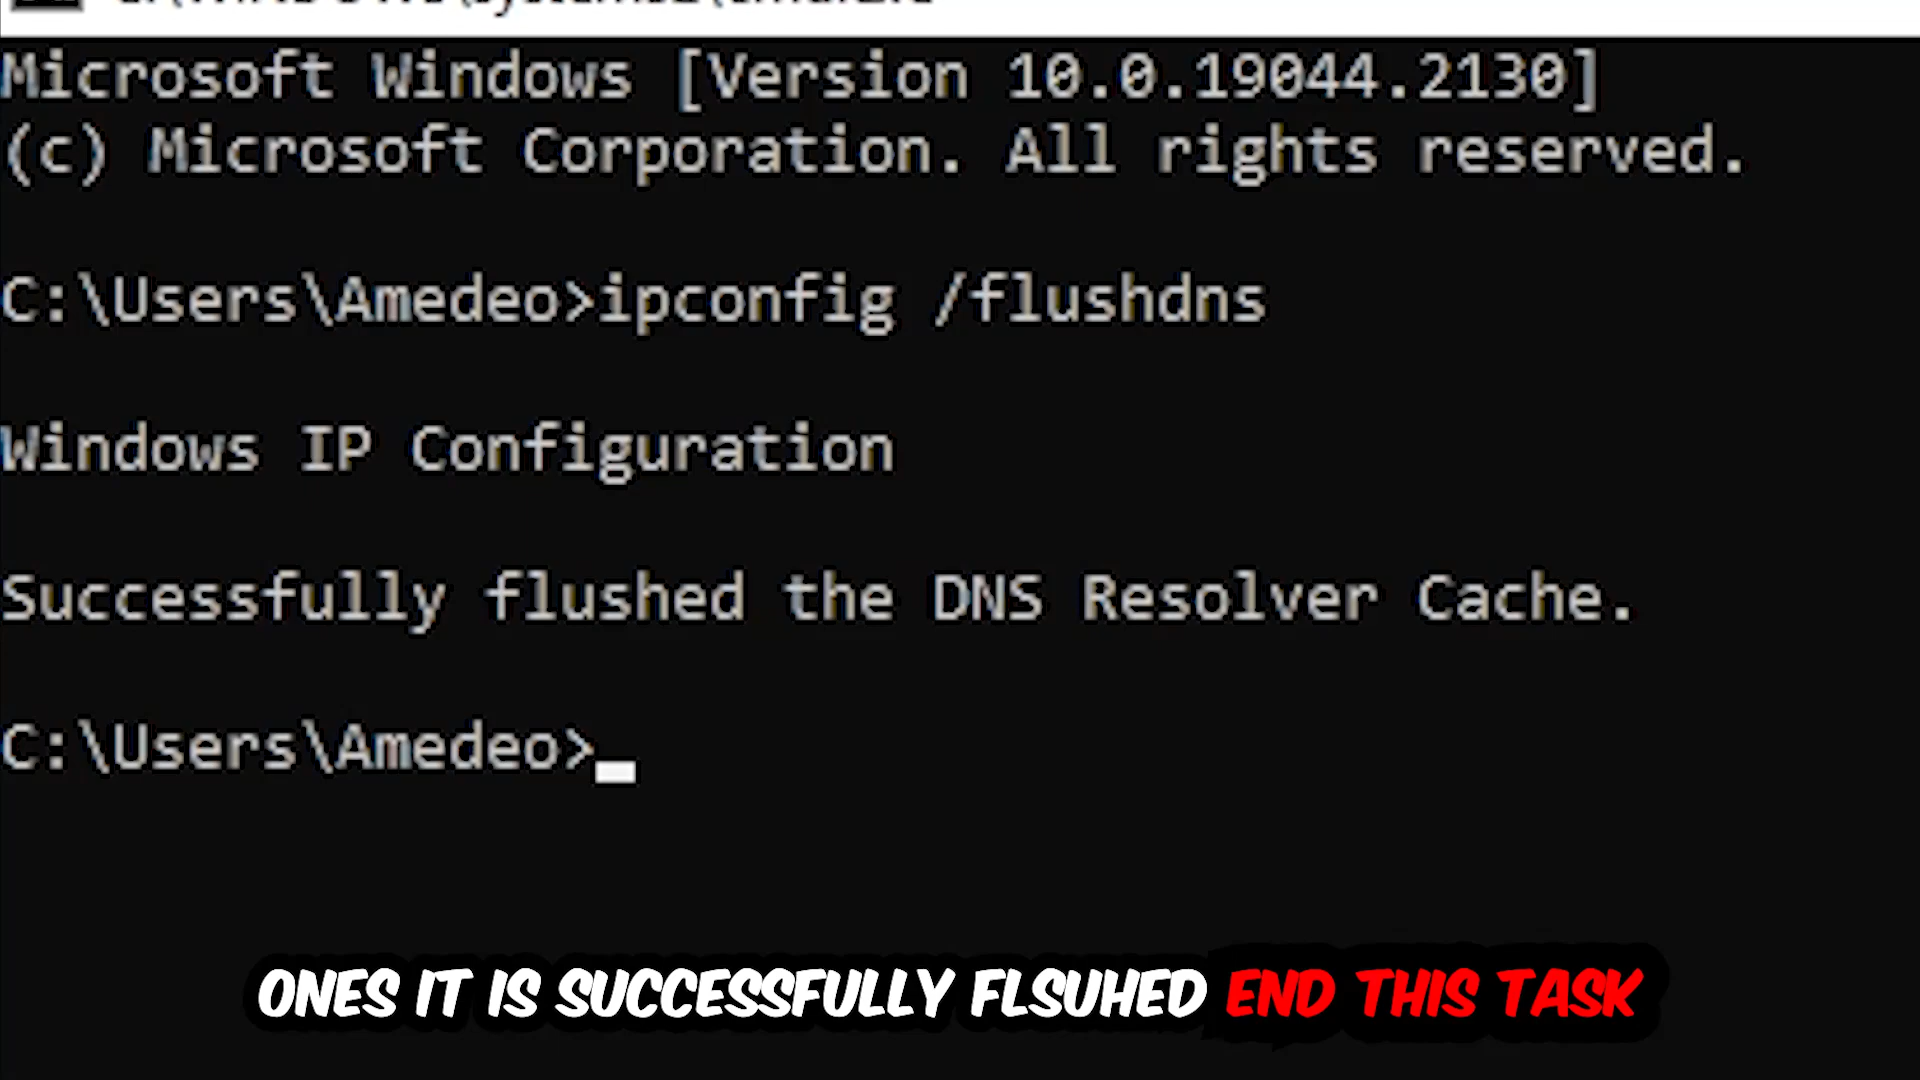 Microsoft Windows [Version 10.0.19044.2130]
(c) Microsoft Corporation. All rights reserved.
C:\Users\Amedeo>ipconfig /flushdns
Windows IP Configuration
Successfully flushed the DNS Resolver Cache.
C:\Users\Amedeo>
ONES IT IS SUCCESSFULLY FLSUHED END THIS TASK